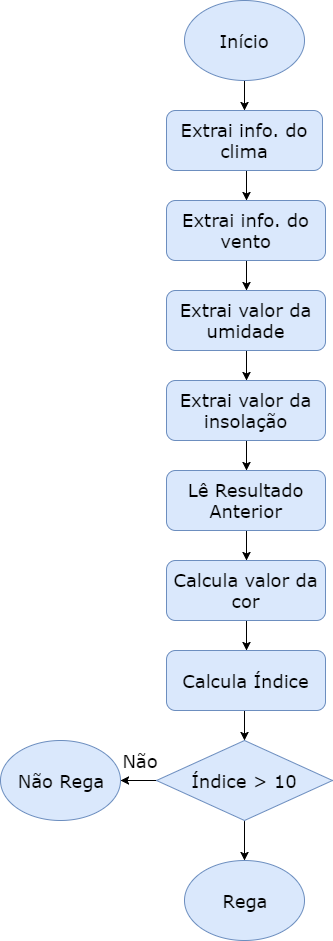 Início
Extrai info. do
clima
Extrai info. do
vento
Extrai valor da
umidade
Extrai valor da
insolação
Lê Resultado
Anterior
Calcula valor da
cor
Calcula Índice
Não
Não Rega
Índice > 10
Rega